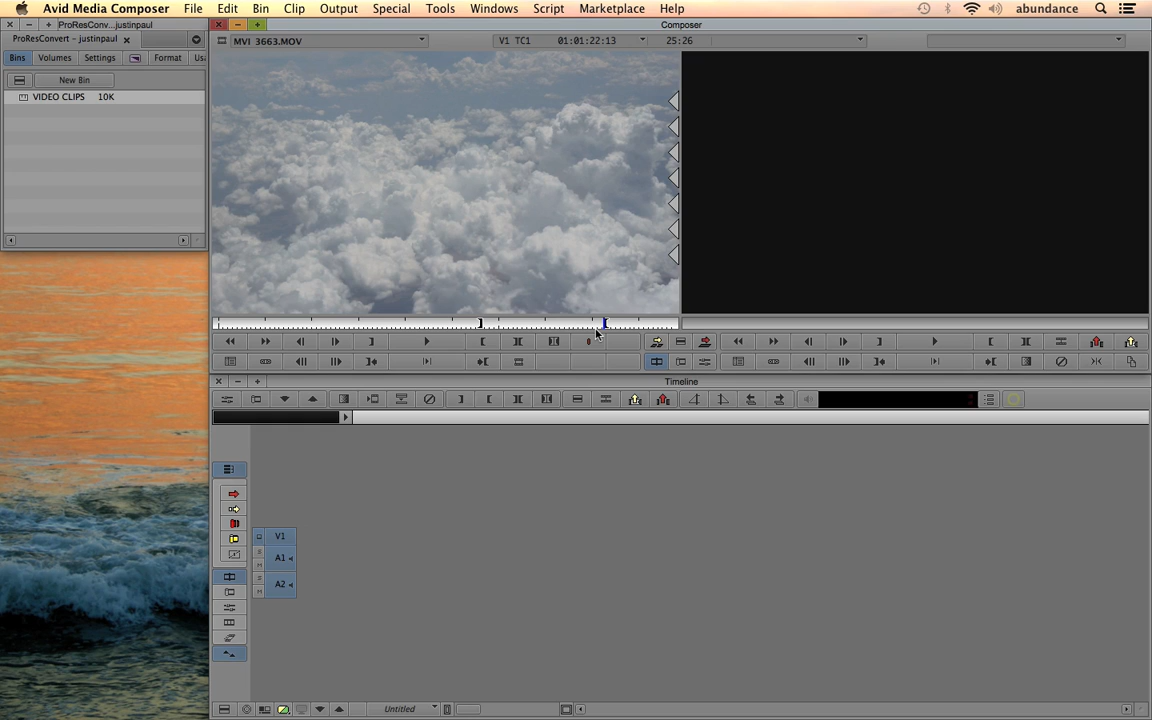 Avid Media Composer File Edit Bin Clip Output Special Tools Windows Script Marketplace Help abundance
ProResConv...justinpaul
Composer
ProResConvert - justinpaul
MVI 3663.MOV
V1 TC1 01:01:22:13 25:26
Bins Volumes Settings Format Us
New Bin
VIDEO CLIPS 10K
Timeline
V1
S
A1
M
S
A2
M
Untitled